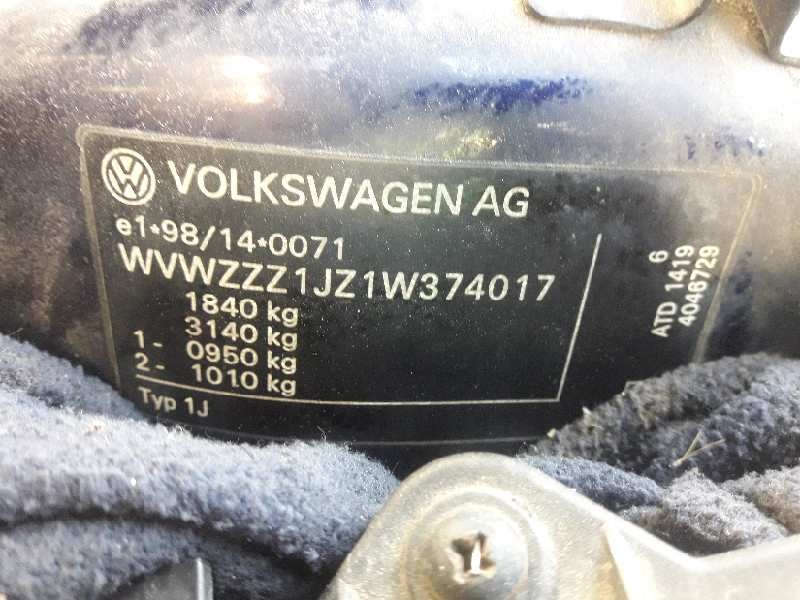 VOLKSWAGEN AG
e1*98/14*0071
WVWZZZ1JZ1W374017
1840 kg
3140 kg
1- 0950 kg
2- 1010 kg
Typ 1J
6
ATD 1419
4046729